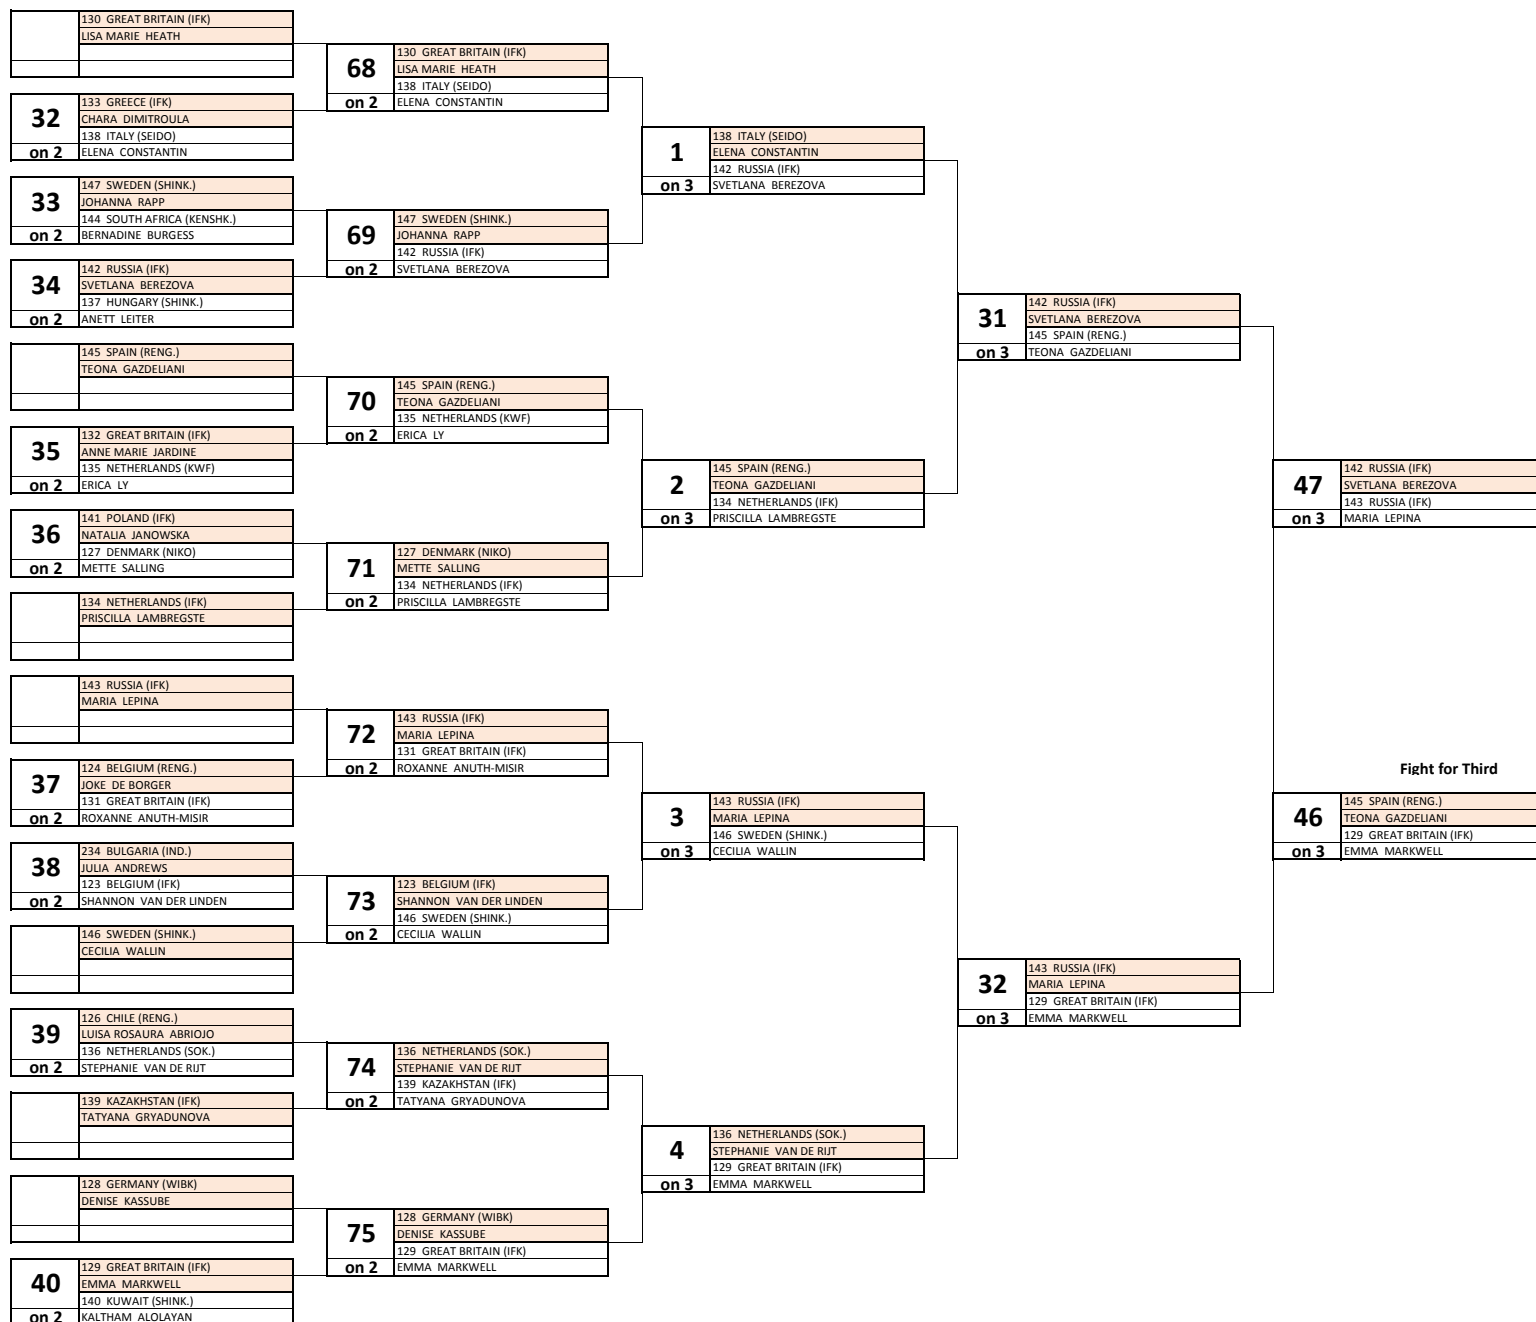 130 GREAT BRITAIN (IFK)
LISA MARIE HEATH
32
on 2
133 GREECE (IFK)
CHARA DIMITROULA
138 ITALY (SEIDO)
ELENA CONSTANTIN
33
on 2
147 SWEDEN (SHINK.)
JOHANNA RAPP
144 SOUTH AFRICA (KENSHK.)
BERNADINE BURGESS
34
on 2
142 RUSSIA (IFK)
SVETLANA BEREZOVA
137 HUNGARY (SHINK.)
ANETT LEITER
145 SPAIN (RENG.)
TEONA GAZDELIANI
35
on 2
132 GREAT BRITAIN (IFK)
ANNE MARIE JARDINE
135 NETHERLANDS (KWF)
ERICA LY
36
on 2
141 POLAND (IFK)
NATALIA JANOWSKA
127 DENMARK (NIKO)
METTE SALLING
134 NETHERLANDS (IFK)
PRISCILLA LAMBREGSTE
143 RUSSIA (IFK)
MARIA LEPINA
37
on 2
124 BELGIUM (RENG.)
JOKE DE BORGER
131 GREAT BRITAIN (IFK)
ROXANNE ANUTH-MISIR
38
on 2
234 BULGARIA (IND.)
JULIA ANDREWS
123 BELGIUM (IFK)
SHANNON VAN DER LINDEN
146 SWEDEN (SHINK.)
CECILIA WALLIN
39
on 2
126 CHILE (RENG.)
LUISA ROSAURA ABRIOJO
136 NETHERLANDS (SOK.)
STEPHANIE VAN DE RIJT
139 KAZAKHSTAN (IFK)
TATYANA GRYADUNOVA
128 GERMANY (WIBK)
DENISE KASSUBE
40
on 2
129 GREAT BRITAIN (IFK)
EMMA MARKWELL
140 KUWAIT (SHINK.)
KALTHAM ALOLAYAN
68
on 2
130 GREAT BRITAIN (IFK)
LISA MARIE HEATH
138 ITALY (SEIDO)
ELENA CONSTANTIN
69
on 2
147 SWEDEN (SHINK.)
JOHANNA RAPP
142 RUSSIA (IFK)
SVETLANA BEREZOVA
70
on 2
145 SPAIN (RENG.)
TEONA GAZDELIANI
135 NETHERLANDS (KWF)
ERICA LY
71
on 2
127 DENMARK (NIKO)
METTE SALLING
134 NETHERLANDS (IFK)
PRISCILLA LAMBREGSTE
72
on 2
143 RUSSIA (IFK)
MARIA LEPINA
131 GREAT BRITAIN (IFK)
ROXANNE ANUTH-MISIR
73
on 2
123 BELGIUM (IFK)
SHANNON VAN DER LINDEN
146 SWEDEN (SHINK.)
CECILIA WALLIN
74
on 2
136 NETHERLANDS (SOK.)
STEPHANIE VAN DE RIJT
139 KAZAKHSTAN (IFK)
TATYANA GRYADUNOVA
75
on 2
128 GERMANY (WIBK)
DENISE KASSUBE
129 GREAT BRITAIN (IFK)
EMMA MARKWELL
1
on 3
138 ITALY (SEIDO)
ELENA CONSTANTIN
142 RUSSIA (IFK)
SVETLANA BEREZOVA
2
on 3
145 SPAIN (RENG.)
TEONA GAZDELIANI
134 NETHERLANDS (IFK)
PRISCILLA LAMBREGSTE
3
on 3
143 RUSSIA (IFK)
MARIA LEPINA
146 SWEDEN (SHINK.)
CECILIA WALLIN
4
on 3
136 NETHERLANDS (SOK.)
STEPHANIE VAN DE RIJT
129 GREAT BRITAIN (IFK)
EMMA MARKWELL
31
on 3
142 RUSSIA (IFK)
SVETLANA BEREZOVA
145 SPAIN (RENG.)
TEONA GAZDELIANI
32
on 3
143 RUSSIA (IFK)
MARIA LEPINA
129 GREAT BRITAIN (IFK)
EMMA MARKWELL
47
on 3
142 RUSSIA (IFK)
SVETLANA BEREZOVA
143 RUSSIA (IFK)
MARIA LEPINA
Fight for Third
46
on 3
145 SPAIN (RENG.)
TEONA GAZDELIANI
129 GREAT BRITAIN (IFK)
EMMA MARKWELL